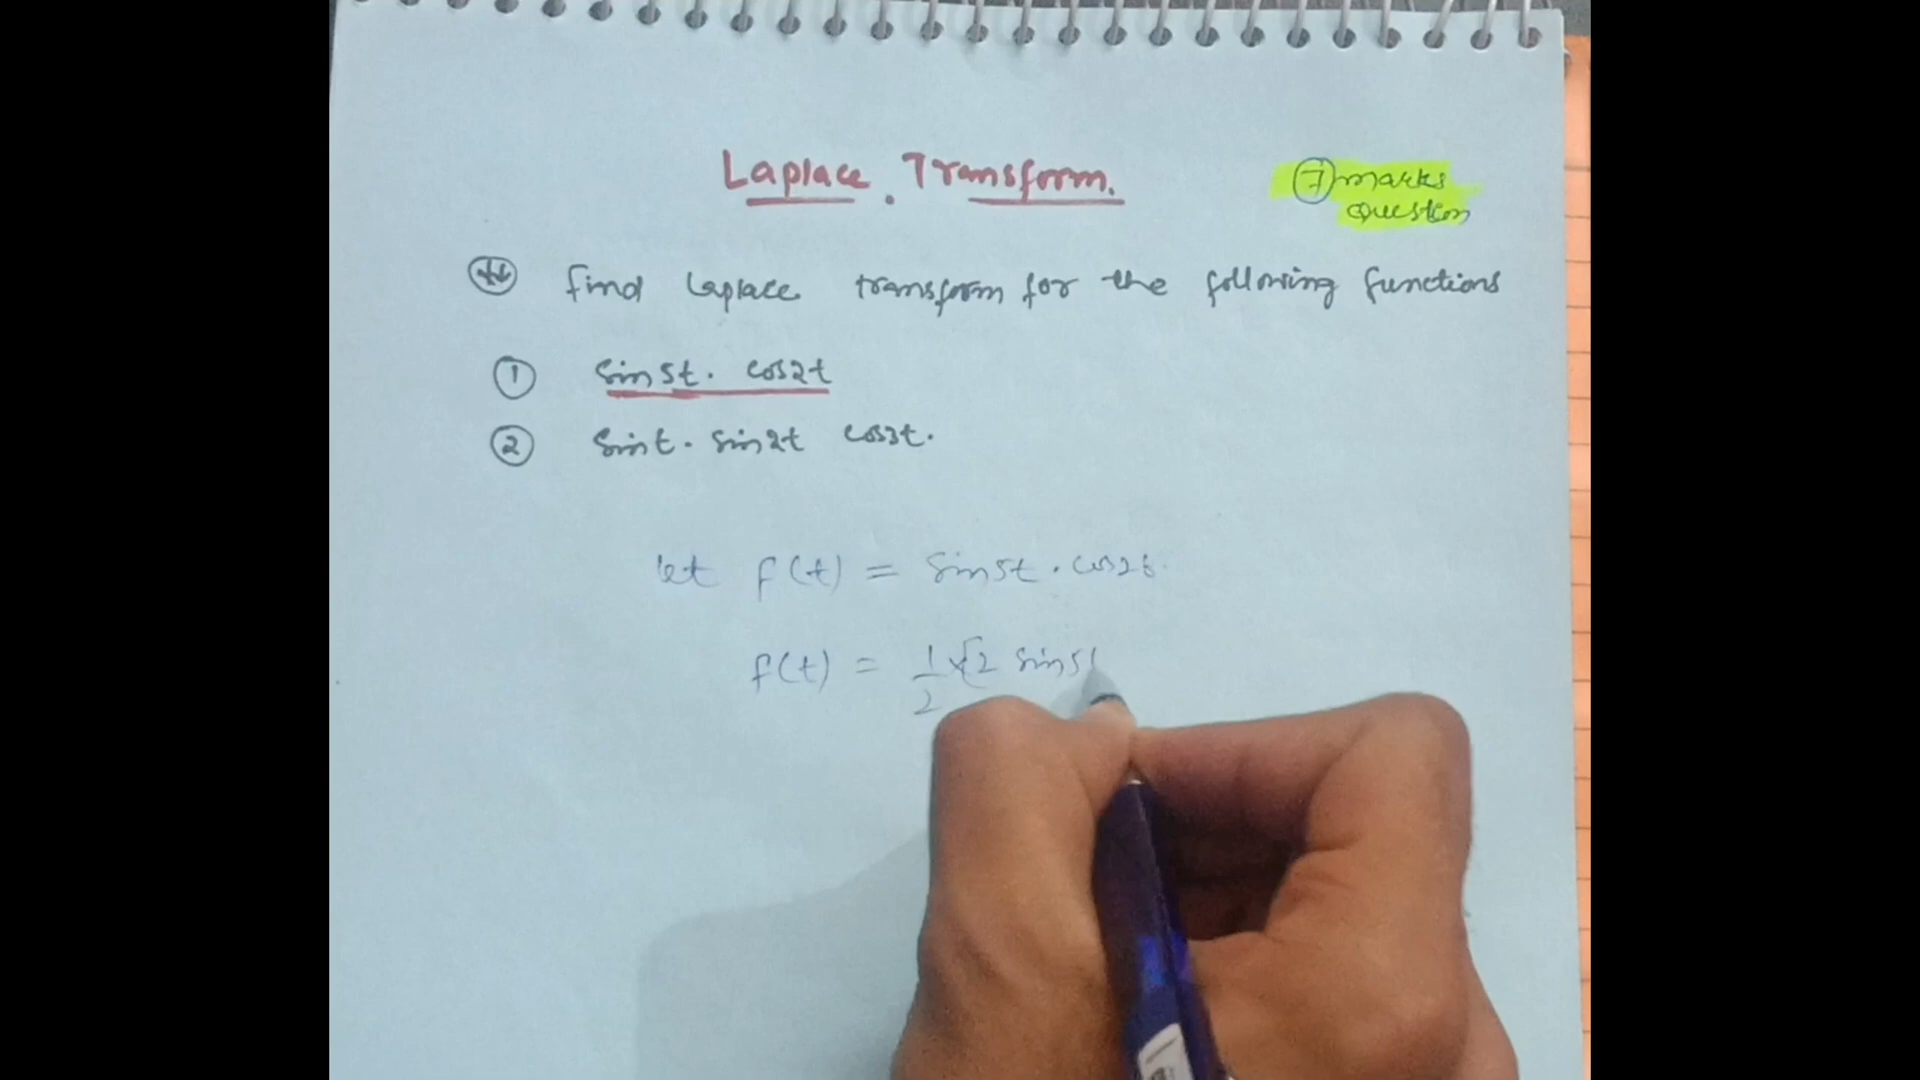 Laplace Transform.
7 marks
question
find Laplace transform for the following functions
1 sin5t. cos2t
2 sint. sin2t cos3t.
let f(t) = sin5t. cos2t.
f(t) = 1/2 x[2 sin5t